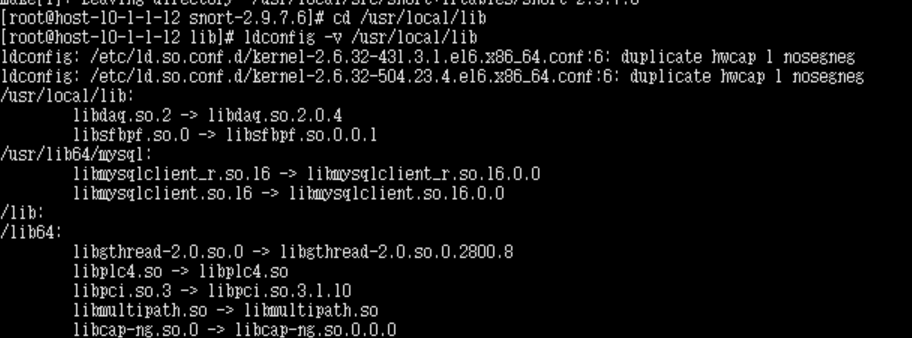 [root@host-10-1-1-12 snort-2.9.7.6]# cd /usr/local/lib
[root@host-10-1-1-12 lib]# ldconfig -v /usr/local/lib
ldconfig: /etc/ld.so.conf.d/kernel-2.6.32-431.3.1.el6.x86_64.conf:6: duplicate hwcap 1 nosegneg
ldconfig: /etc/ld.so.conf.d/kernel-2.6.32-504.23.4.el6.x86_64.conf:6: duplicate hwcap 1 nosegneg
/usr/local/lib:
libdaq.so.2 -> libdaq.so.2.0.4
libsfbpf.so.0 -> libsfbpf.so.0.0.1
/usr/lib64/mysql:
libmysqlclient_r.so.16 -> libmysqlclient_r.so.16.0.0
libmysqlclient.so.16 -> libmysqlclient.so.16.0.0
/lib:
/lib64:
libgthread-2.0.so.0 -> libgthread-2.0.so.0.2800.8
libplc4.so -> libplc4.so
libpci.so.3 -> libpci.so.3.1.10
libmultipath.so -> libmultipath.so
libcap-ng.so.0 -> libcap-ng.so.0.0.0